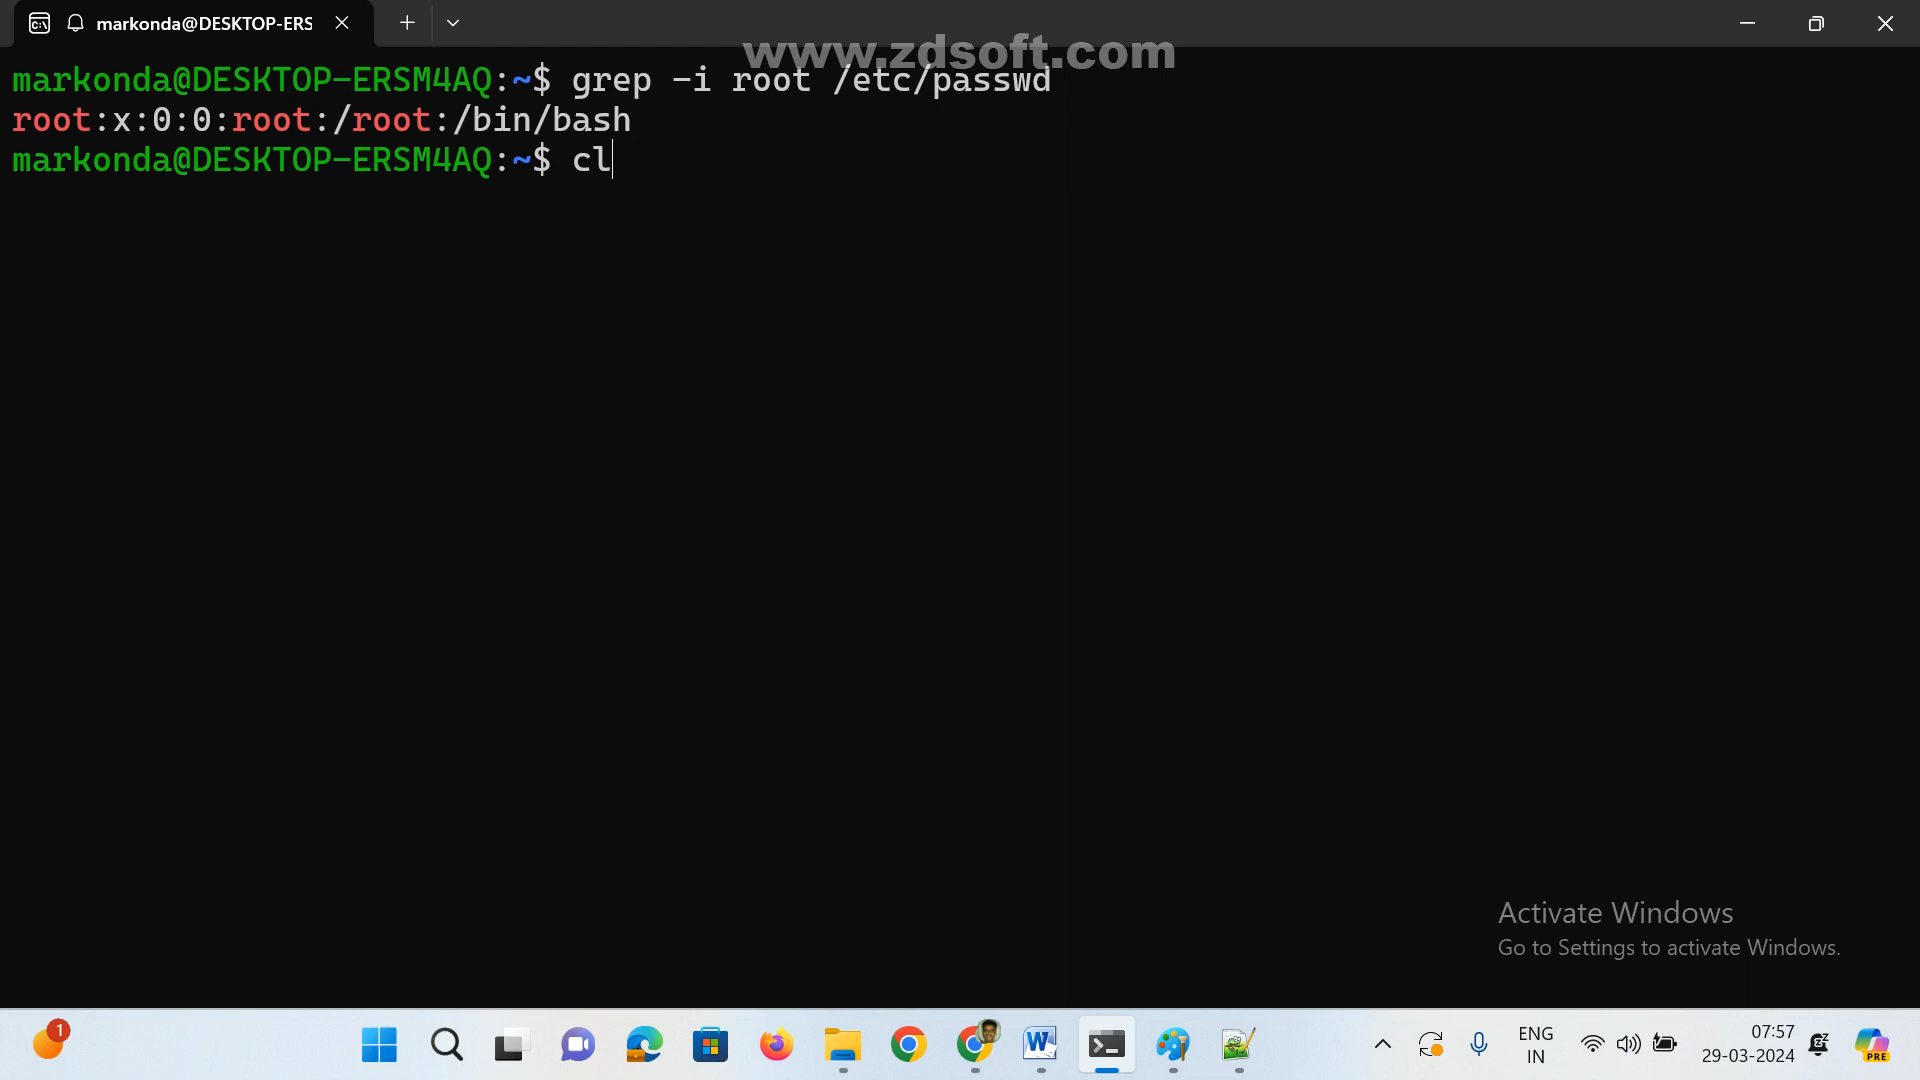 markonda@DESKTOP-ERS
www.zdsoft.com
markonda@DESKTOP-ERSM4AQ:~$ grep -i root /etc/passwd
root:x:0:0:root:/root:/bin/bash
markonda@DESKTOP-ERSM4AQ:~$ cl
Activate Windows
Go to Settings to activate Windows.
1
W
ENG
IN
07:57
29-03-2024
PRE